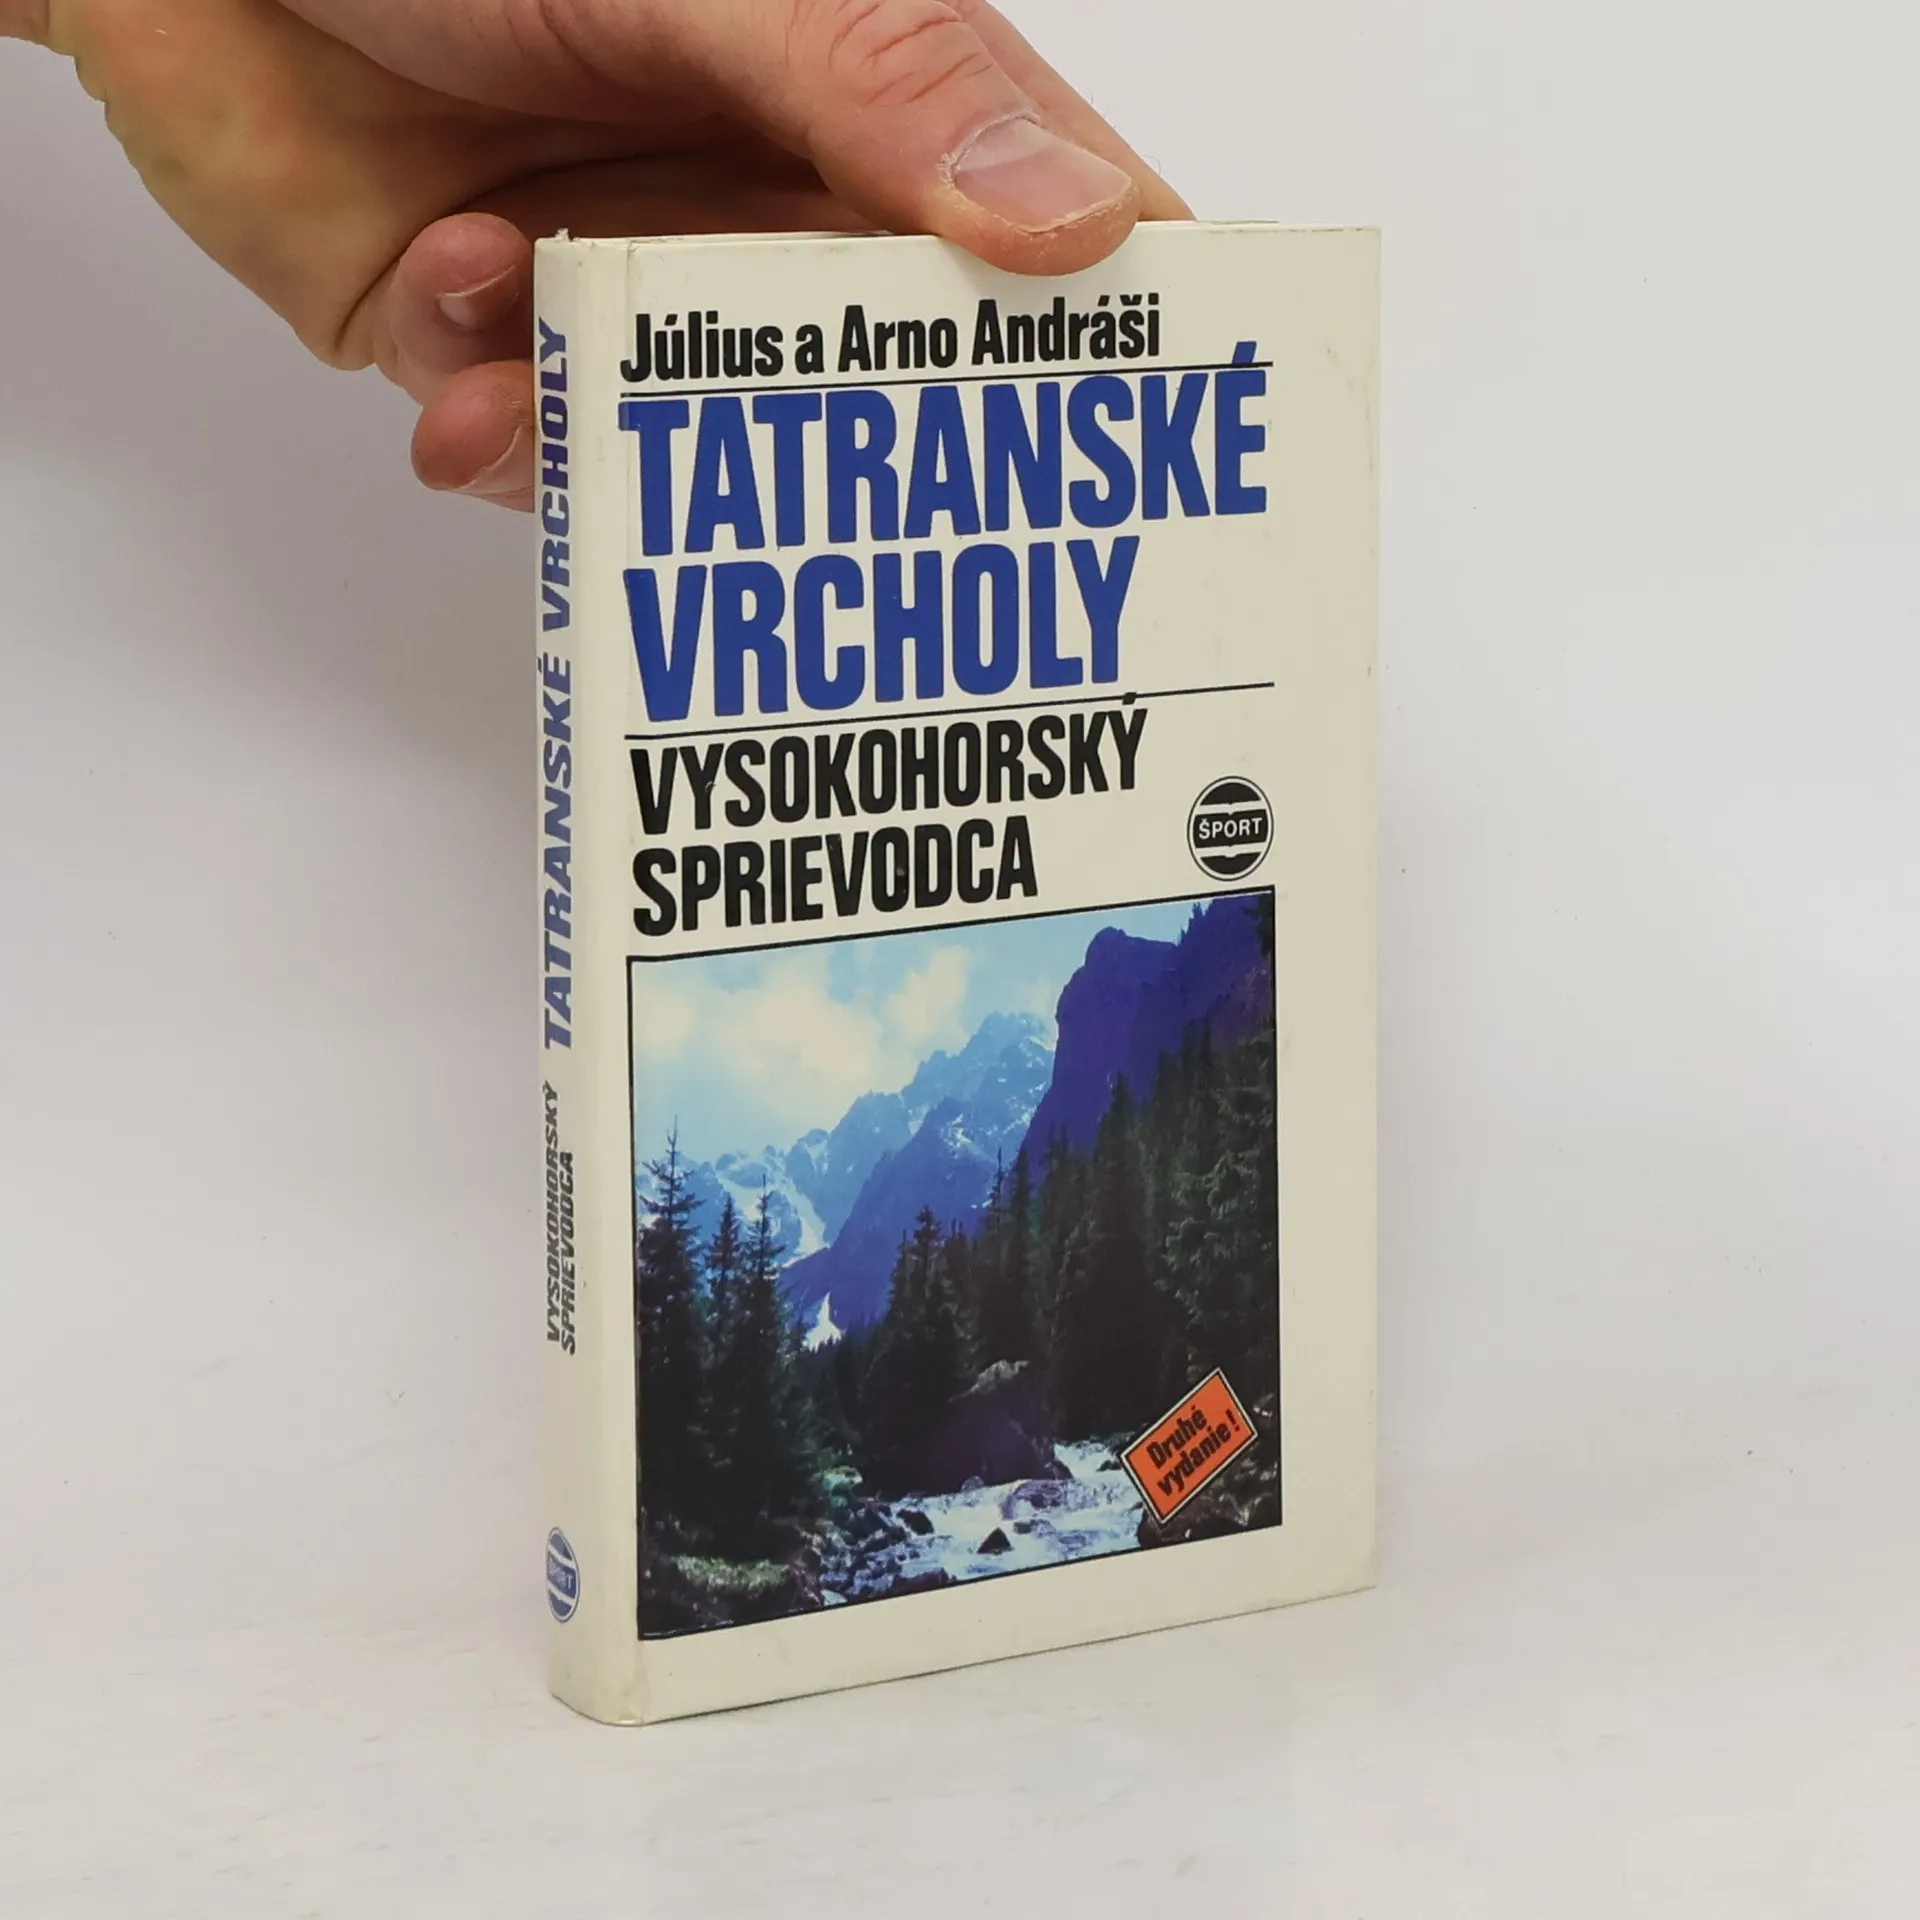 Július a Arno Andráši
TATRANSKÉ
VRCHOLY
VYSOKOHORSKÝ
SPRIEVODCA
ŠPORT
Druhé
vydanie!
TATRANSKÉ VRCHOLY
VYSOKOHORSKÝ
SPRIEVODCA
ŠPORT